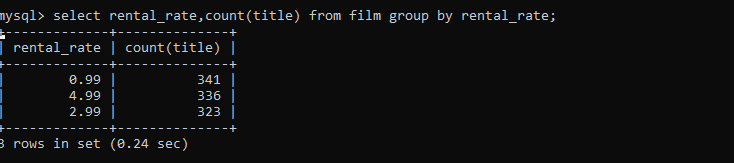 mysql> select rental_rate,count(title) from film group by rental_rate;
+-------------+--------------+
| rental_rate | count(title) |
+-------------+--------------+
|        0.99 |          341 |
|        4.99 |          336 |
|        2.99 |          323 |
+-------------+--------------+
3 rows in set (0.24 sec)